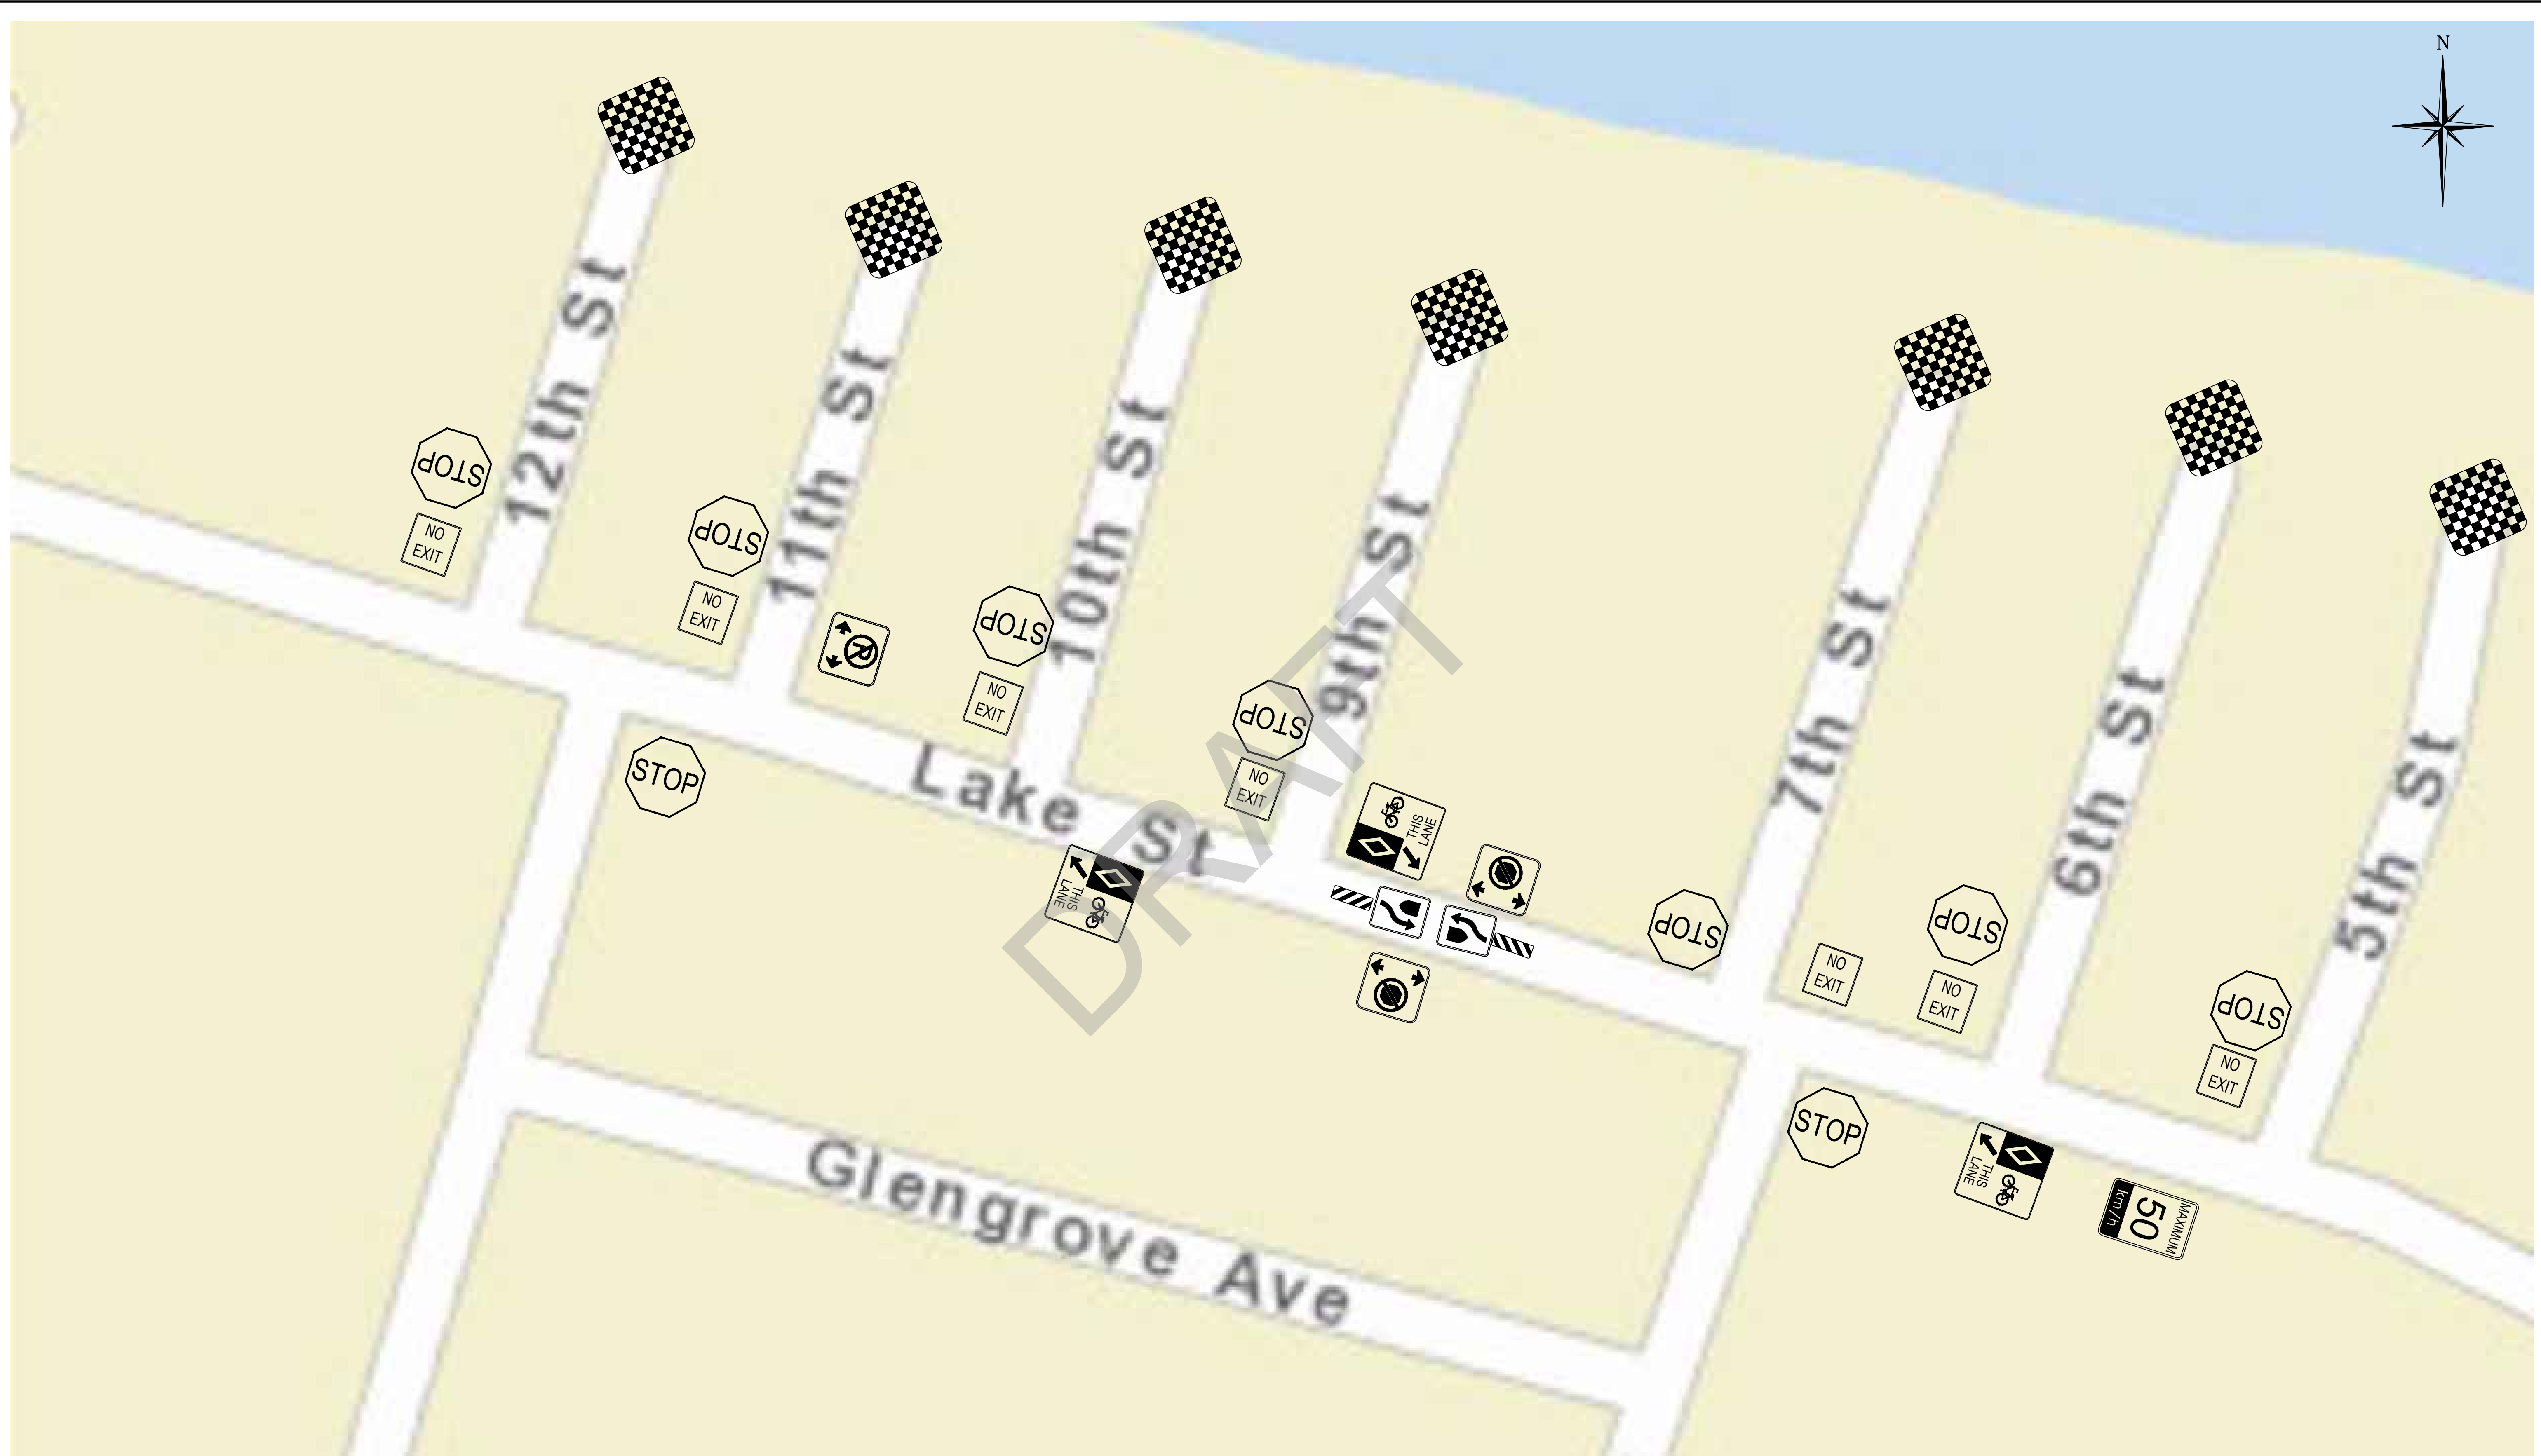 N
12th St
11th St
10th St
9th St
7th St
6th St
5th St
Lake St
Glengrove Ave
STOP
NO
EXIT
STOP
NO
EXIT
STOP
NO
EXIT
STOP
NO
EXIT
STOP
THIS
LANE
THIS
LANE
STOP
NO
EXIT
STOP
NO
EXIT
STOP
NO
EXIT
STOP
THIS
LANE
MAXIMUM
50
km/h
DRAFT